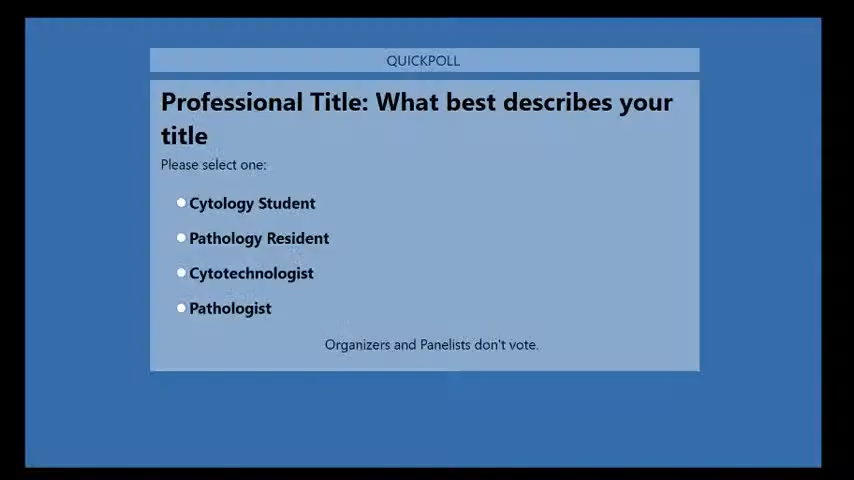 QUICKPOLL
Professional Title: What best describes your
title
Please select one:
Cytology Student
Pathology Resident
Cytotechnologist
Pathologist
Organizers and Panelists don't vote.